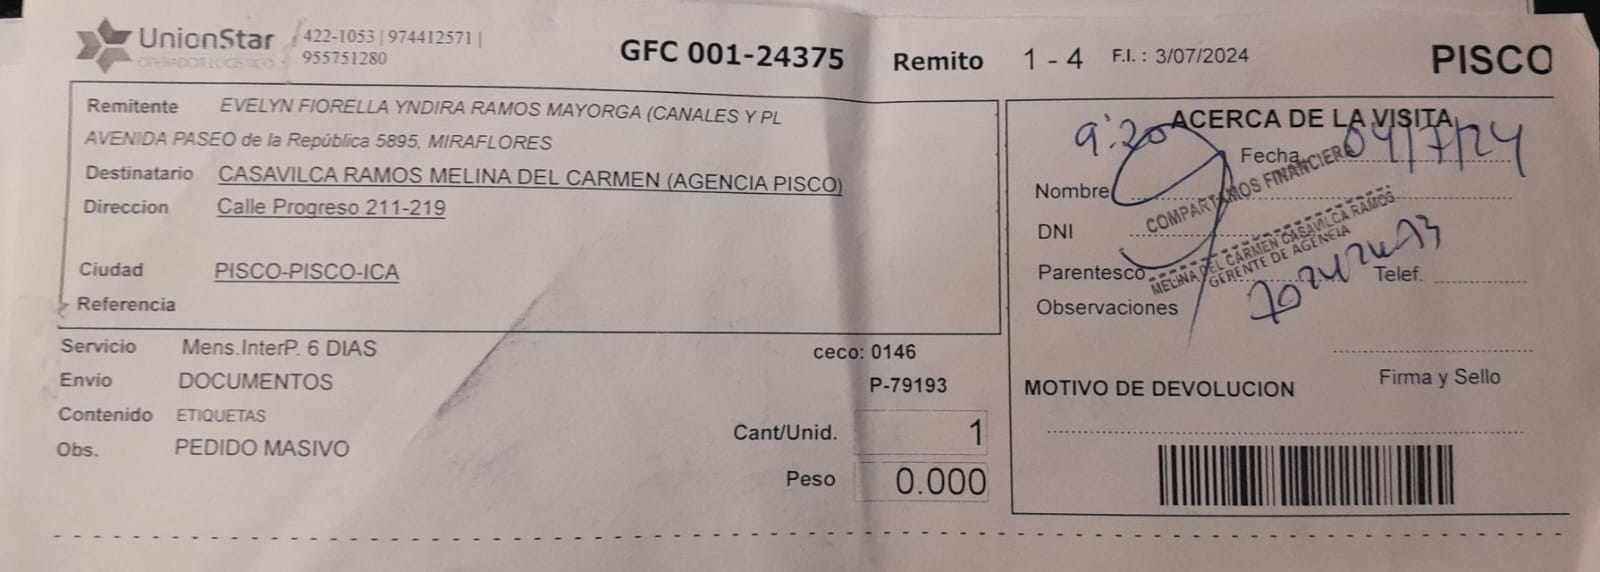 UnionStar
OPERADOR LOGISTICO
422-1053 | 974412571 |
955751280
GFC 001-24375
Remito 1 - 4
F.I. : 3/07/2024
PISCO
Remitente EVELYN FIORELLA YNDIRA RAMOS MAYORGA (CANALES Y PL
AVENIDA PASEO de la República 5895, MIRAFLORES
Destinatario CASAVILCA RAMOS MELINA DEL CARMEN (AGENCIA PISCO)
Direccion Calle Progreso 211-219
Ciudad PISCO-PISCO-ICA
Referencia
Servicio Mens.InterP. 6 DIAS
ceco: 0146
Envio DOCUMENTOS
P-79193
Contenido ETIQUETAS
Obs. PEDIDO MASIVO
Cant/Unid. 1
Peso 0.000
ACERCA DE LA VISITA
9:20
Fecha 04/7/24
Nombre
DNI
Parentesco
Telef.
Observaciones
COMPARTAMOS FINANCIERA
MELINA DEL CARMEN CASAVILCA RAMOS
GERENTE DE AGENCIA
Firma y Sello
MOTIVO DE DEVOLUCION